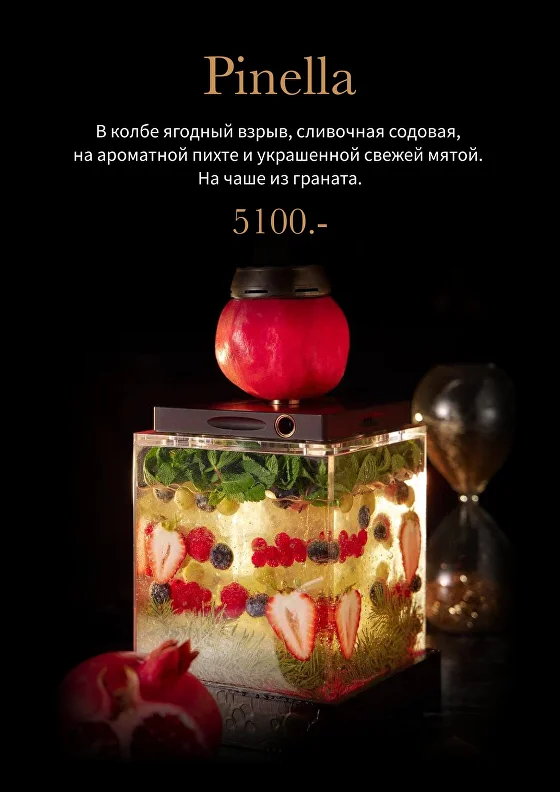 Pinella
В колбе ягодный взрыв, сливочная содовая,
на ароматной пихте и украшенной свежей мятой.
На чаше из граната.
5100.-